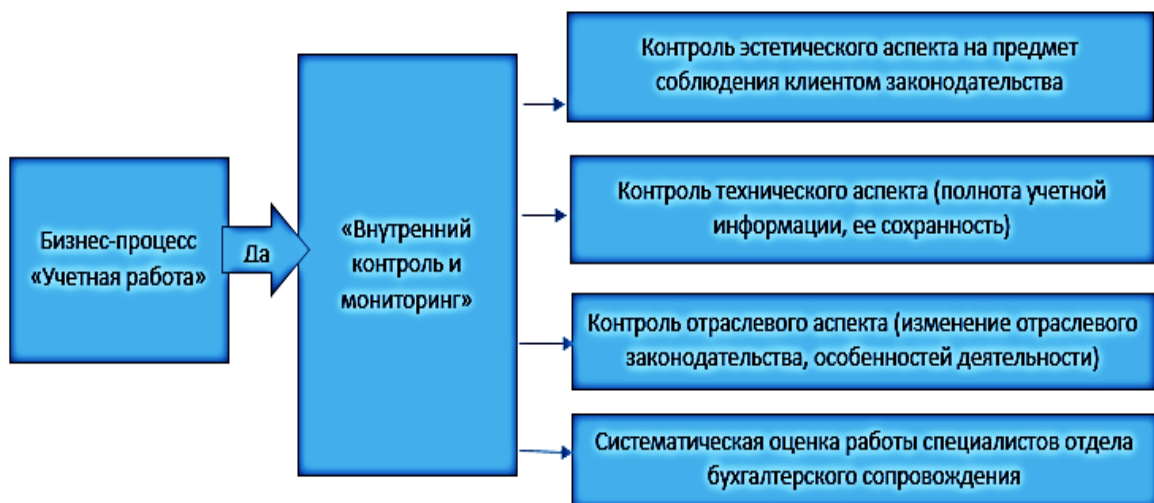 Контроль эстетического аспекта на предмет
соблюдения клиентом законодательства
Бизнес-процесс
«Учетная работа»
Да
«Внутренний
контроль и
мониторинг»
Контроль технического аспекта (полнота учетной
информации, ее сохранность)
Контроль отраслевого аспекта (изменение отраслевого
законодательства, особенностей деятельности)
Систематическая оценка работы специалистов отдела
бухгалтерского сопровождения